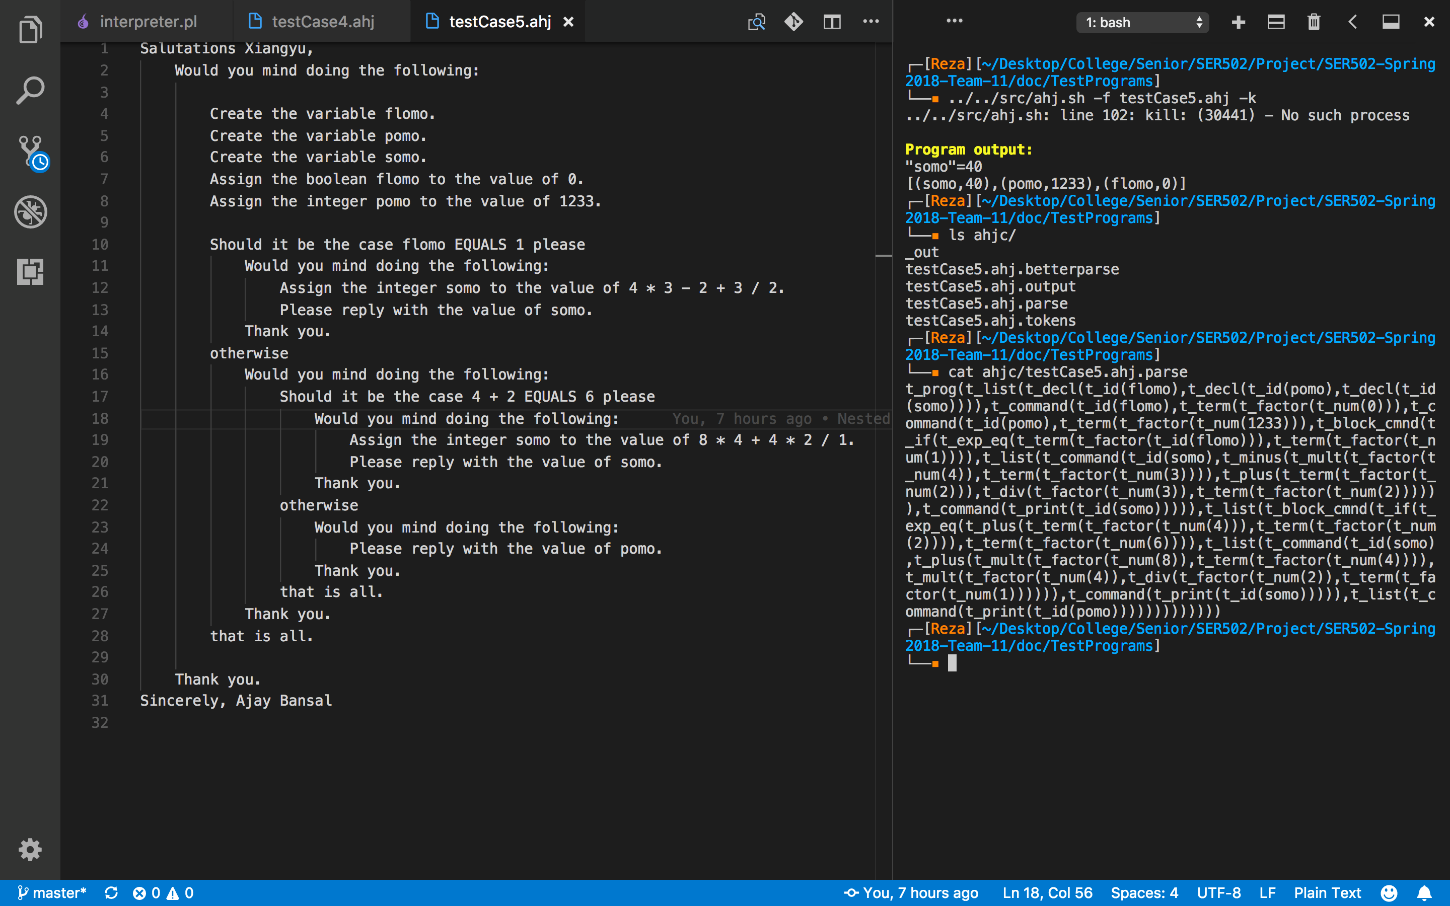 interpreter.pl
testCase4.ahj
testCase5.ahj
1 Salutations Xiangyu,
2 Would you mind doing the following:
3
4 Create the variable flomo.
5 Create the variable pomo.
6 Create the variable somo.
7 Assign the boolean flomo to the value of 0.
8 Assign the integer pomo to the value of 1233.
9
10 Should it be the case flomo EQUALS 1 please
11 Would you mind doing the following:
12 Assign the integer somo to the value of 4 * 3 - 2 + 3 / 2.
13 Please reply with the value of somo.
14 Thank you.
15 otherwise
16 Would you mind doing the following:
17 Should it be the case 4 + 2 EQUALS 6 please
18 Would you mind doing the following: You, 7 hours ago • Nested
19 Assign the integer somo to the value of 8 * 4 + 4 * 2 / 1.
20 Please reply with the value of somo.
21 Thank you.
22 otherwise
23 Would you mind doing the following:
24 Please reply with the value of pomo.
25 Thank you.
26 that is all.
27 Thank you.
28 that is all.
29
30 Thank you.
31 Sincerely, Ajay Bansal
32
1: bash
[Reza][~/Desktop/College/Senior/SER502/Project/SER502-Spring
2018-Team-11/doc/TestPrograms]
../../src/ahj.sh -f testCase5.ahj -k
../../src/ahj.sh: line 102: kill: (30441) - No such process
Program output:
"somo"=40
[(somo,40),(pomo,1233),(flomo,0)]
[Reza][~/Desktop/College/Senior/SER502/Project/SER502-Spring
2018-Team-11/doc/TestPrograms]
ls ahjc/
_out
testCase5.ahj.betterparse
testCase5.ahj.output
testCase5.ahj.parse
testCase5.ahj.tokens
[Reza][~/Desktop/College/Senior/SER502/Project/SER502-Spring
2018-Team-11/doc/TestPrograms]
cat ahjc/testCase5.ahj.parse
t_prog(t_list(t_decl(t_id(flomo),t_decl(t_id(pomo),t_decl(t_id
(somo)))),t_command(t_id(flomo),t_term(t_factor(t_num(0))),t_c
ommand(t_id(pomo),t_term(t_factor(t_num(1233))),t_block_cmnd(t
_if(t_exp_eq(t_term(t_factor(t_id(flomo))),t_term(t_factor(t_n
um(1)))),t_list(t_command(t_id(somo),t_minus(t_mult(t_factor(t
_num(4)),t_term(t_factor(t_num(3)))),t_plus(t_term(t_factor(t_
num(2))),t_div(t_factor(t_num(3)),t_term(t_factor(t_num(2)))))
),t_command(t_print(t_id(somo))))),t_list(t_block_cmnd(t_if(t_
exp_eq(t_plus(t_term(t_factor(t_num(4))),t_term(t_factor(t_num
(2)))),t_term(t_factor(t_num(6)))),t_list(t_command(t_id(somo)
,t_plus(t_mult(t_factor(t_num(8)),t_term(t_factor(t_num(4)))),
t_mult(t_factor(t_num(4)),t_div(t_factor(t_num(2)),t_term(t_fa
ctor(t_num(1)))))),t_command(t_print(t_id(somo))))),t_list(t_c
ommand(t_print(t_id(pomo)))))))))))))
[Reza][~/Desktop/College/Senior/SER502/Project/SER502-Spring
2018-Team-11/doc/TestPrograms]
master* 0 0 You, 7 hours ago Ln 18, Col 56 Spaces: 4 UTF-8 LF Plain Text